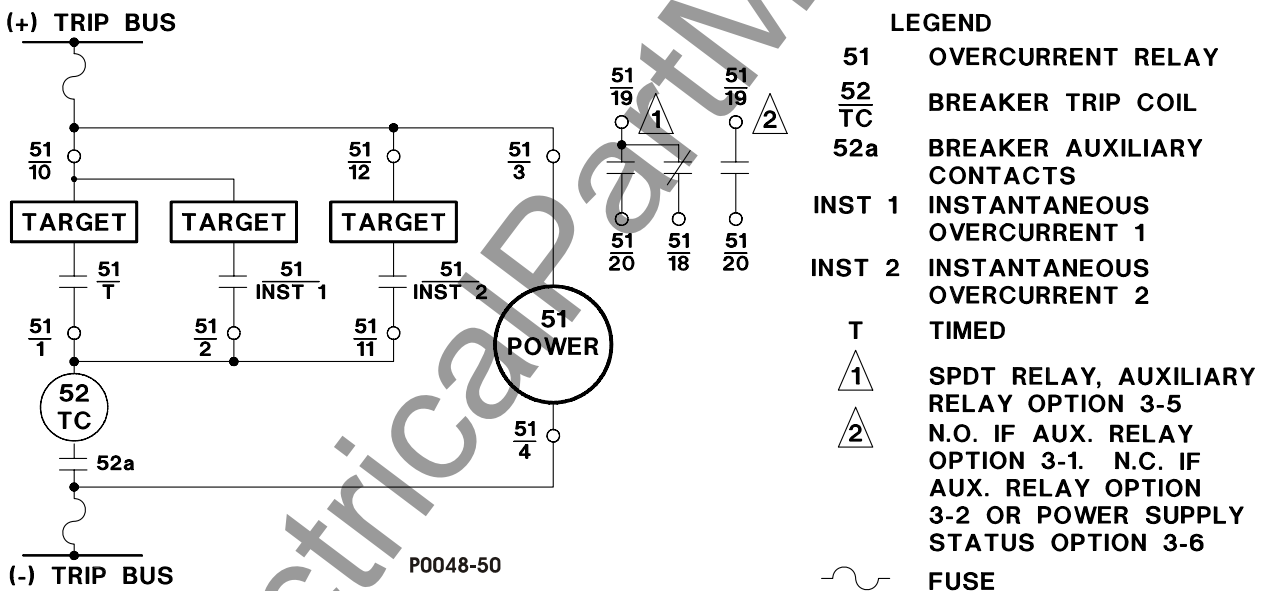 (+) TRIP BUS
51
10
51
12
51
3
TARGET
TARGET
TARGET
51
T
51
INST 1
51
INST 2
51
1
51
2
51
11
51
POWER
52
TC
52a
51
4
(-) TRIP BUS
P0048-50
51
19
1
51
19
2
51
20
51
18
51
20
LEGEND
51 OVERCURRENT RELAY
52
TC
BREAKER TRIP COIL
52a BREAKER AUXILIARY
CONTACTS
INST 1 INSTANTANEOUS
OVERCURRENT 1
INST 2 INSTANTANEOUS
OVERCURRENT 2
T TIMED
1 SPDT RELAY, AUXILIARY
RELAY OPTION 3-5
2 N.O. IF AUX. RELAY
OPTION 3-1. N.C. IF
AUX. RELAY OPTION
3-2 OR POWER SUPPLY
STATUS OPTION 3-6
FUSE
ctricalPartM